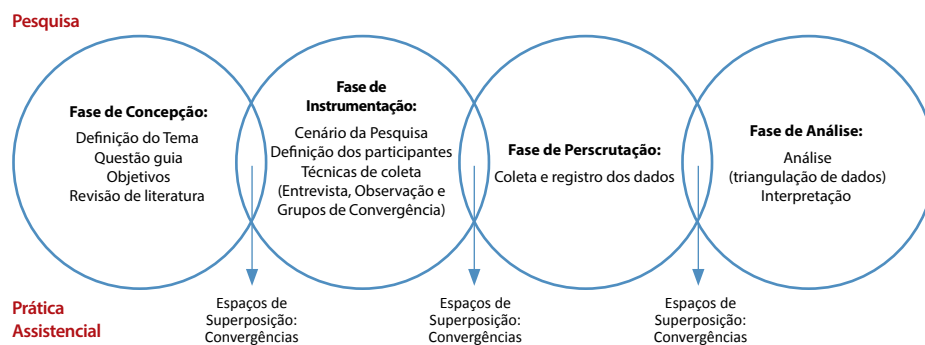 Pesquisa
Fase de Concepção:
Definição do Tema
Questão guia
Objetivos
Revisão de literatura
Fase de
Instrumentação:
Cenário da Pesquisa
Definição dos participantes
Técnicas de coleta
(Entrevista, Observação e
Grupos de Convergência)
Fase de Perscrutação:
Coleta e registro dos dados
Fase de Análise:
Análise
(triangulação de dados)
Interpretação
Prática
Assistencial
Espaços de
Superposição:
Convergências
Espaços de
Superposição:
Convergências
Espaços de
Superposição:
Convergências